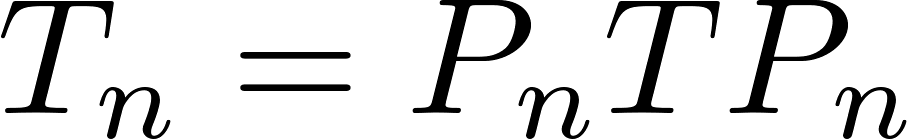 T_n = P_n T P_n